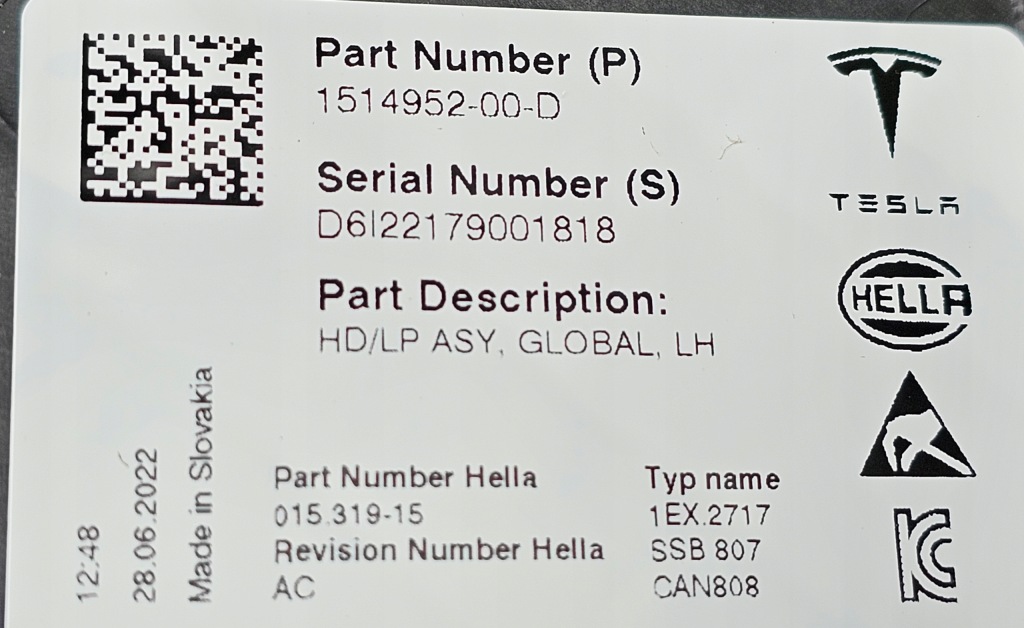 Part Number (P)
1514952-00-D
Serial Number (S)
D6I22179001818
Part Description:
HD/LP ASY, GLOBAL, LH
TESLA
HELLA
12:48
28.06.2022
Made in Slovakia
Part Number Hella
015.319-15
Revision Number Hella
AC
Typ name
1EX.2717
SSB 807
CAN808
KC